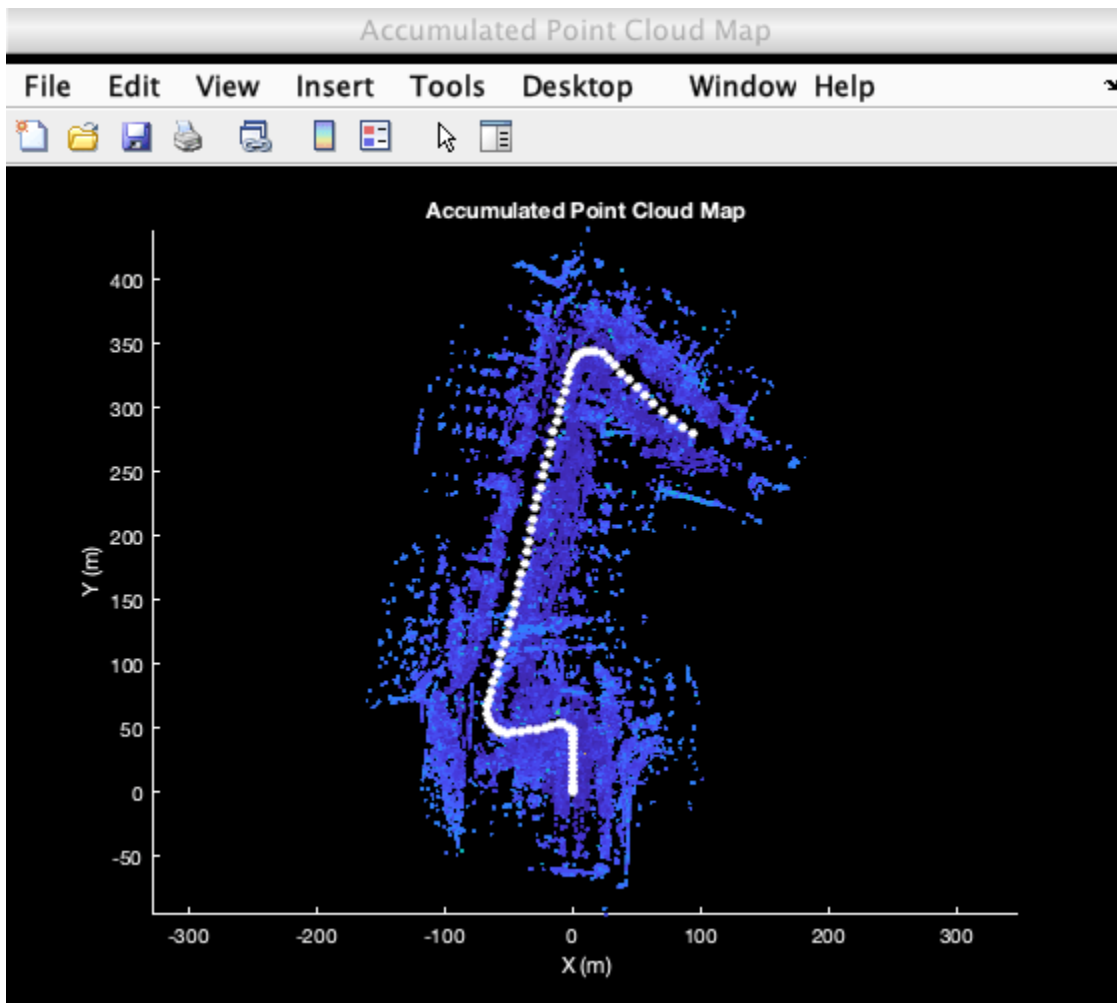 Accumulated Point Cloud Map
File Edit View Insert Tools Desktop Window Help
Accumulated Point Cloud Map
400
350
300
250
200
150
100
50
0
-50
Y (m)
-300 -200 -100 0 100 200 300
X (m)